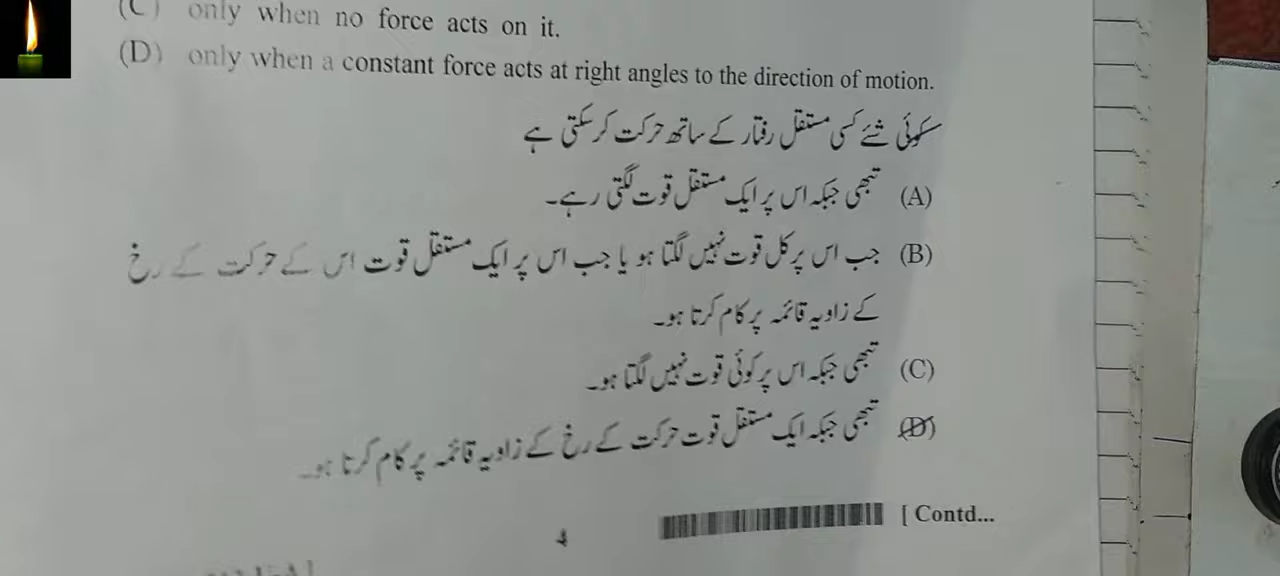 (C) only when no force acts on it.
(D) only when a constant force acts at right angles to the direction of motion.
کوئی شئے کسی مستقل رفتار کے ساتھ حرکت کر سکتی ہے
(A) تبھی جبکہ اس پر ایک مستقل قوت لگتی رہے۔
(B) جب اس پر کل قوت نہیں لگتا ہو یا جب اس پر ایک مستقل قوت اس کے حرکت کے رخ
کے زاویہ قائمہ پر کام کرتا ہو۔
(C) تبھی جبکہ اس پر کوئی قوت نہیں لگتا ہو۔
(D) تبھی جبکہ ایک مستقل قوت حرکت کے رخ کے زاویہ قائمہ پر کام کرتا ہو۔
4 [ Contd...